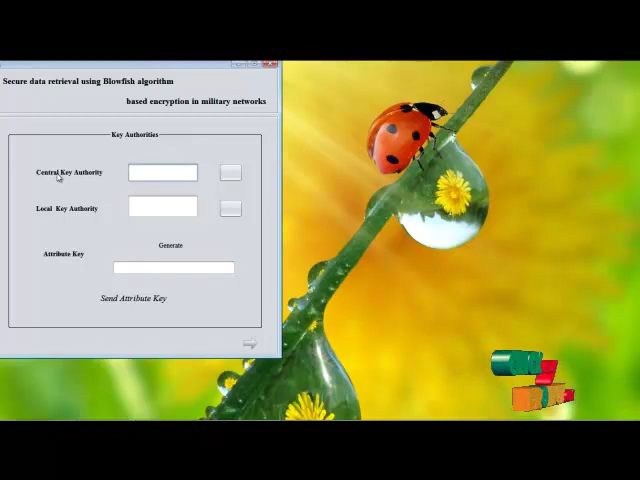 Secure data retrieval using Blowfish algorithm
based encryption in military networks
Key Authorities
Central Key Authority
Local Key Authority
Generate
Attribute Key
Send Attribute Key